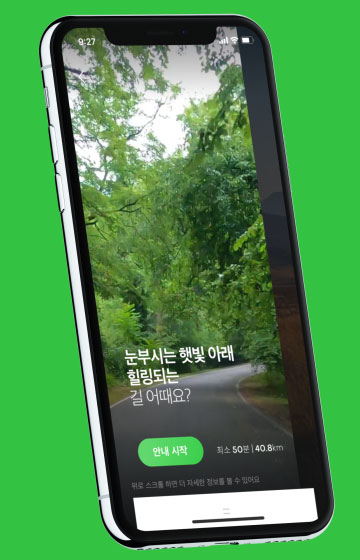 9:27
눈부시는 햇빛 아래
힐링되는
길 어때요?
안내 시작
최소 50분 | 40.8km
위로 스크롤 하면 더 자세한 정보를 볼 수 있어요